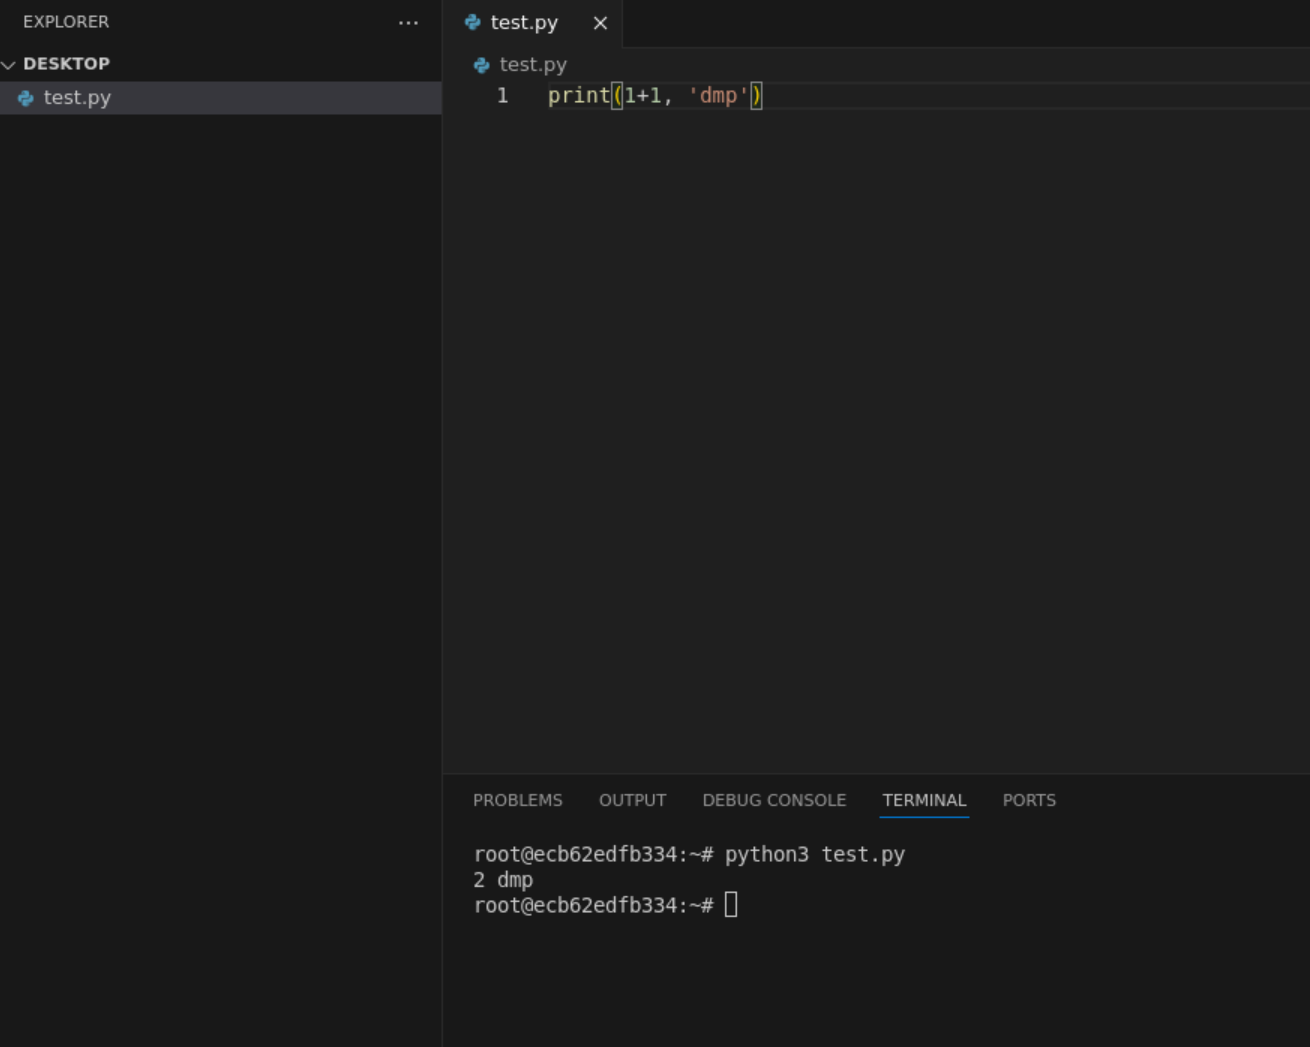 EXPLORER
···
DESKTOP
test.py
test.py
test.py
1 print(1+1, 'dmp')
PROBLEMS OUTPUT DEBUG CONSOLE TERMINAL PORTS
root@ecb62edfb334:~# python3 test.py
2 dmp
root@ecb62edfb334:~#